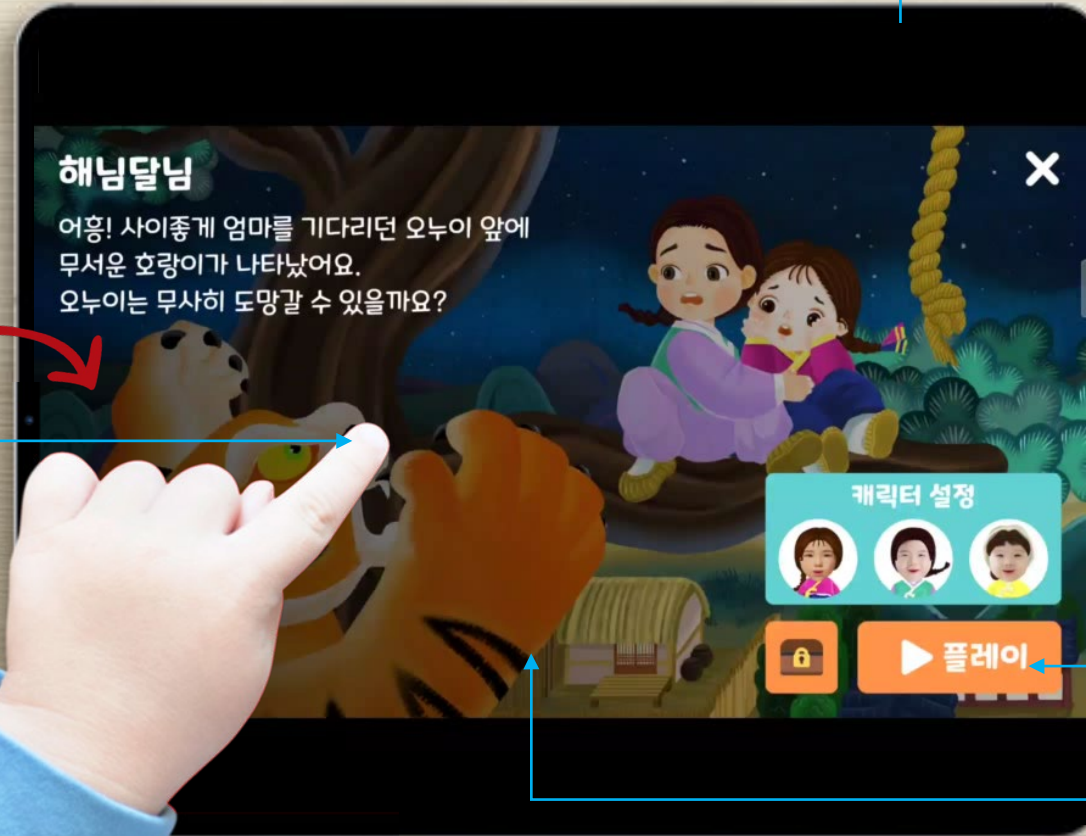 해님달님
어흥! 사이좋게 엄마를 기다리던 오누이 앞에
무서운 호랑이가 나타났어요.
오누이는 무사히 도망갈 수 있을까요?
캐릭터 설정
플레이